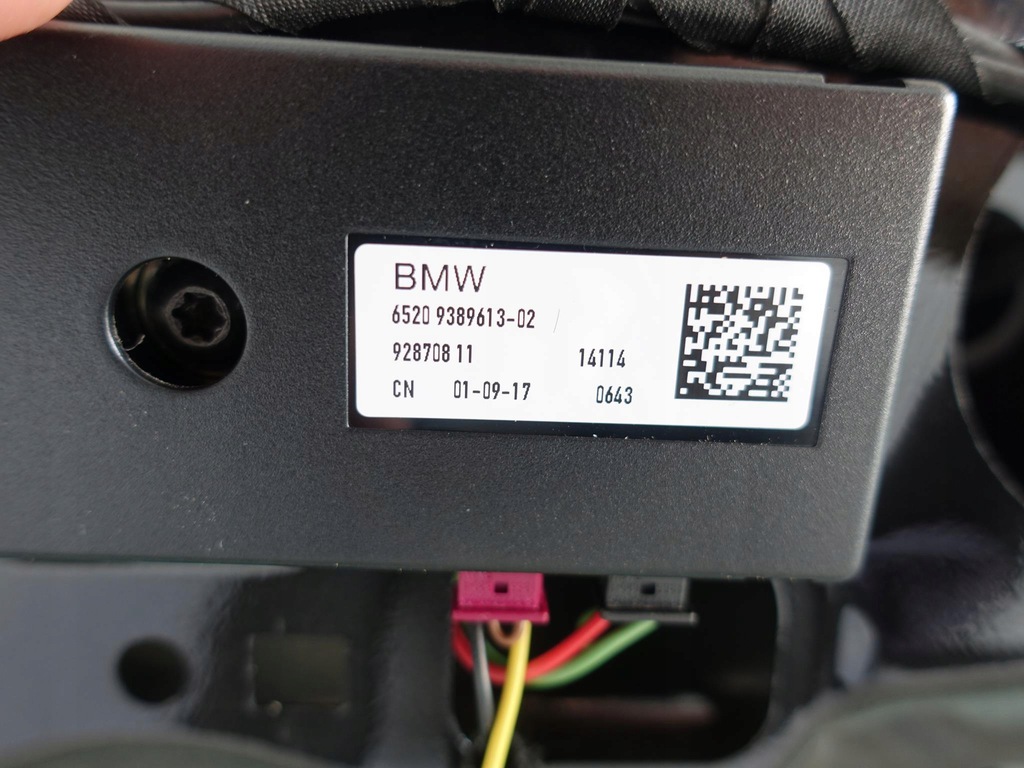 BMW
6520 9389613-02
928708 11 14114
CN 01-09-17 0643